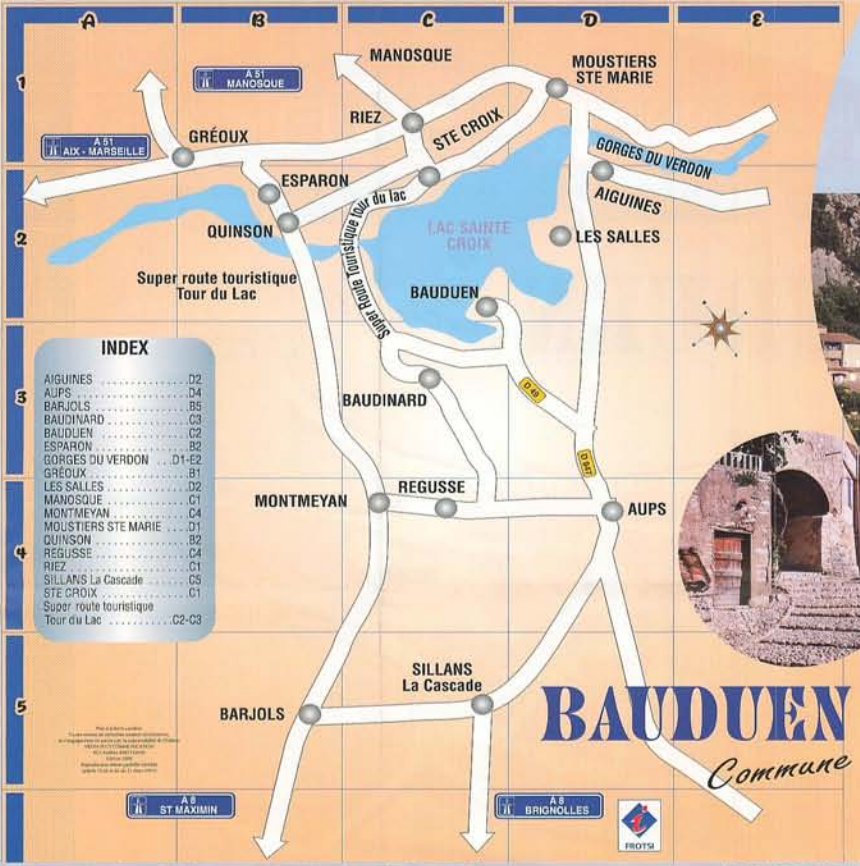 A B C D E
1
2
3
4
5
MANOSQUE
A 51
MANOSQUE
MOUSTIERS
STE MARIE
RIEZ
STE CROIX
GRÉOUX
A 51
AIX - MARSEILLE
GORGES DU VERDON
ESPARON
AIGUINES
QUINSON
Super Route Touristique tour du lac
LAC SAINTE
CROIX
LES SALLES
Super route touristique
Tour du Lac
BAUDUEN
INDEX
AIGUINES ..............D2
AUPS ..............D4
BARJOLS ..............B5
BAUDINARD ..............C3
BAUDUEN ..............C2
ESPARON ..............B2
GORGES DU VERDON ...D1-E2
GRÉOUX ..............B1
LES SALLES ..............D2
MANOSQUE ..............C1
MONTMEYAN ..............C4
MOUSTIERS STE MARIE ....D1
QUINSON ..............B2
REGUSSE ..............C4
RIEZ ..............C1
SILLANS La Cascade .......C5
STE CROIX ..............C1
Super route touristique
Tour du Lac ...........C2-C3
BAUDINARD
D 49
D 947
MONTMEYAN
REGUSSE
AUPS
SILLANS
La Cascade
BARJOLS
BAUDUEN
Commune
A 8
ST MAXIMIN
A 8
BRIGNOLLES
i
FROTSI